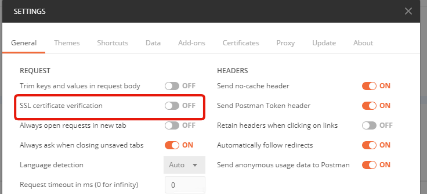 SETTINGS
General Themes Shortcuts Data Add-ons Certificates Proxy Update About
REQUEST
Trim keys and values in request body OFF
SSL certificate verification OFF
Always open requests in new tab OFF
Always ask when closing unsaved tabs ON
Language detection Auto
Request timeout in ms (0 for infinity) 0
HEADERS
Send no-cache header ON
Send Postman Token header ON
Retain headers when clicking on links OFF
Automatically follow redirects ON
Send anonymous usage data to Postman ON